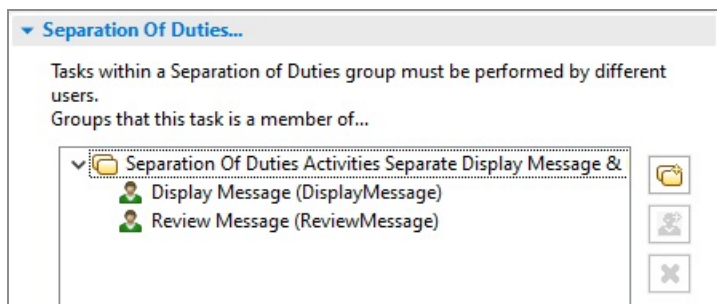 Separation Of Duties...
Tasks within a Separation of Duties group must be performed by different
users.
Groups that this task is a member of...
Separation Of Duties Activities Separate Display Message &
Display Message (DisplayMessage)
Review Message (ReviewMessage)